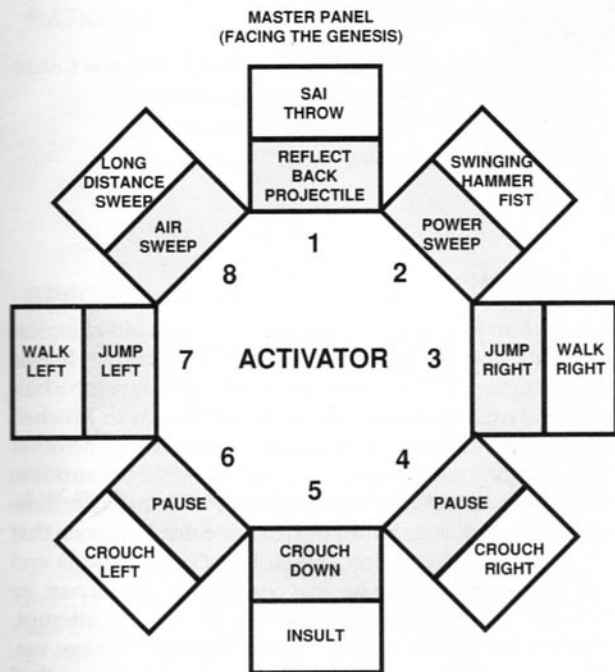 MASTER PANEL
(FACING THE GENESIS)
SAI
THROW
REFLECT
BACK
PROJECTILE
1
SWINGING
HAMMER
FIST
POWER
SWEEP
2
LONG
DISTANCE
SWEEP
AIR
SWEEP
8
WALK
LEFT
JUMP
LEFT
7
ACTIVATOR
3
JUMP
RIGHT
WALK
RIGHT
6
PAUSE
CROUCH
LEFT
5
CROUCH
DOWN
INSULT
4
PAUSE
CROUCH
RIGHT